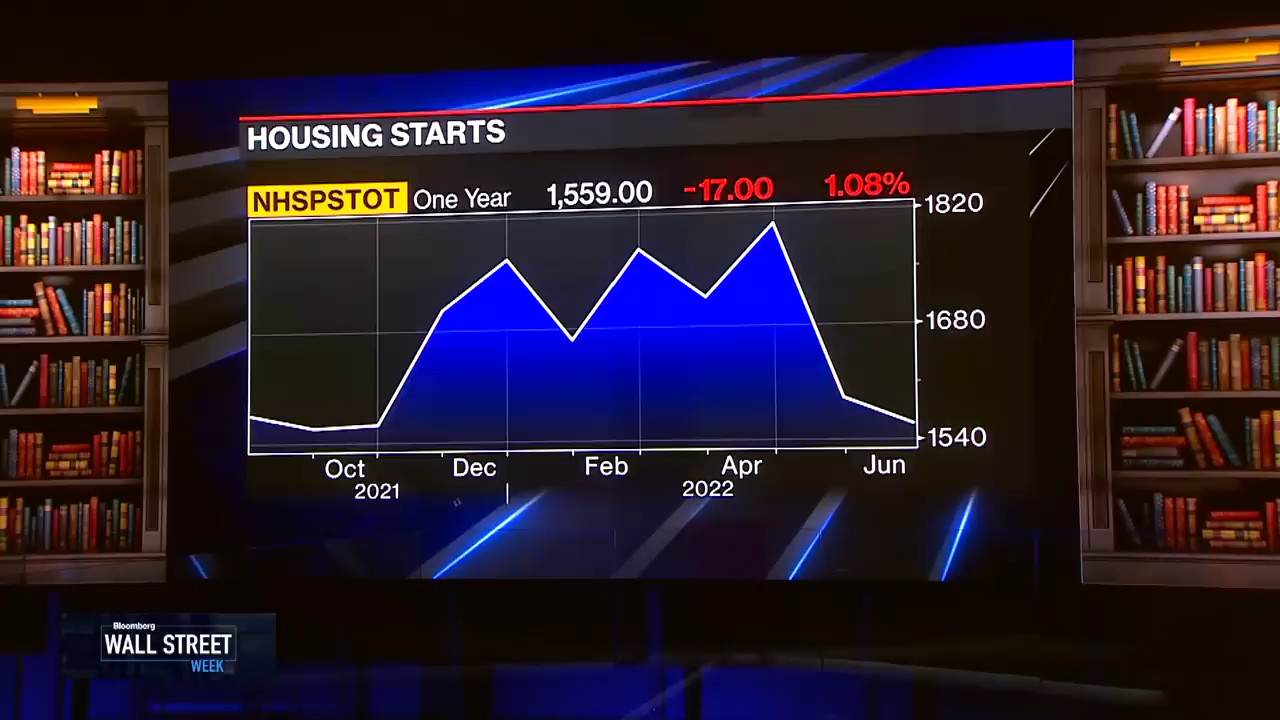 HOUSING STARTS
NHSPSTOT One Year 1,559.00 -17.00 1.08%
1820
1680
1540
Oct Dec Feb Apr Jun
2021 2022
Bloomberg
WALL STREET
WEEK